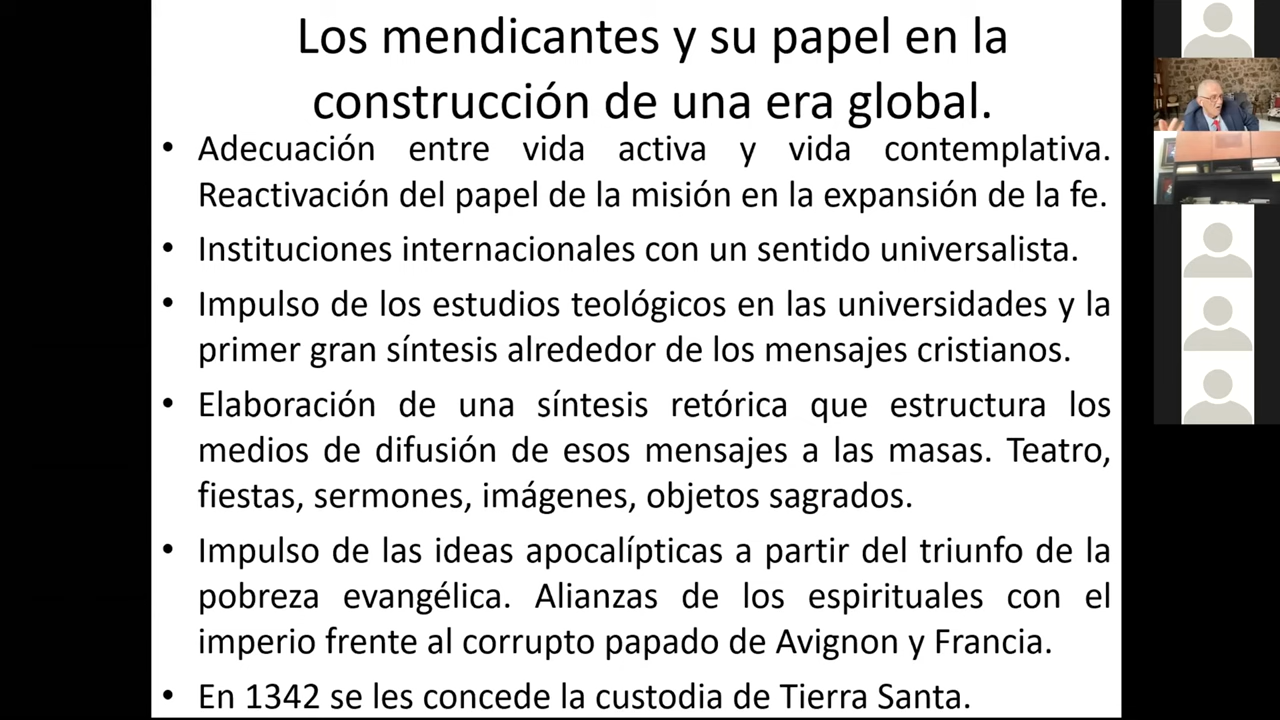 Los mendicantes y su papel en la
construcción de una era global.
• Adecuación entre vida activa y vida contemplativa.
Reactivación del papel de la misión en la expansión de la fe.
• Instituciones internacionales con un sentido universalista.
• Impulso de los estudios teológicos en las universidades y la
primer gran síntesis alrededor de los mensajes cristianos.
• Elaboración de una síntesis retórica que estructura los
medios de difusión de esos mensajes a las masas. Teatro,
fiestas, sermones, imágenes, objetos sagrados.
• Impulso de las ideas apocalípticas a partir del triunfo de la
pobreza evangélica. Alianzas de los espirituales con el
imperio frente al corrupto papado de Avignon y Francia.
• En 1342 se les concede la custodia de Tierra Santa.